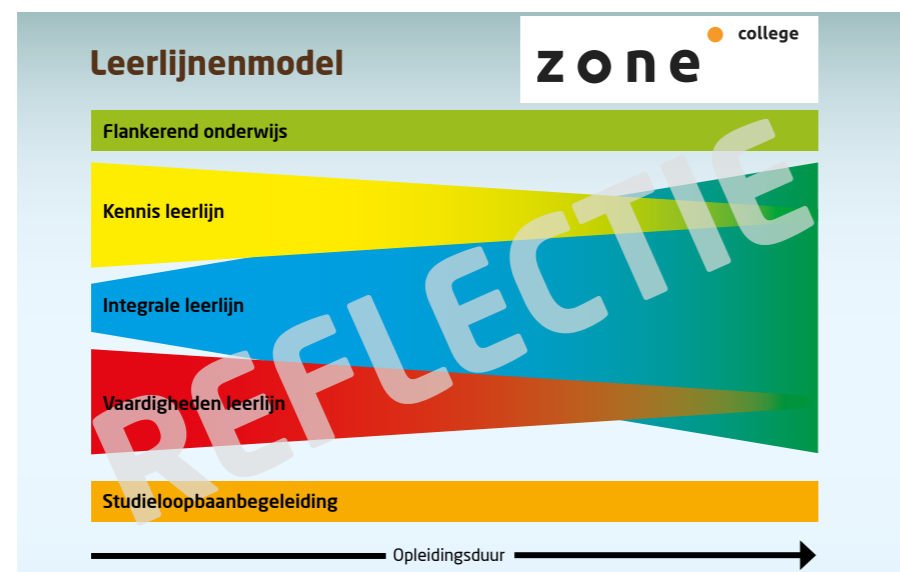 Leerlijnenmodel
zone college
Flankerend onderwijs
Kennis leerlijn
Integrale leerlijn
Vaardigheden leerlijn
REFLECTIE
Studieloopbaanbegeleiding
Opleidingsduur